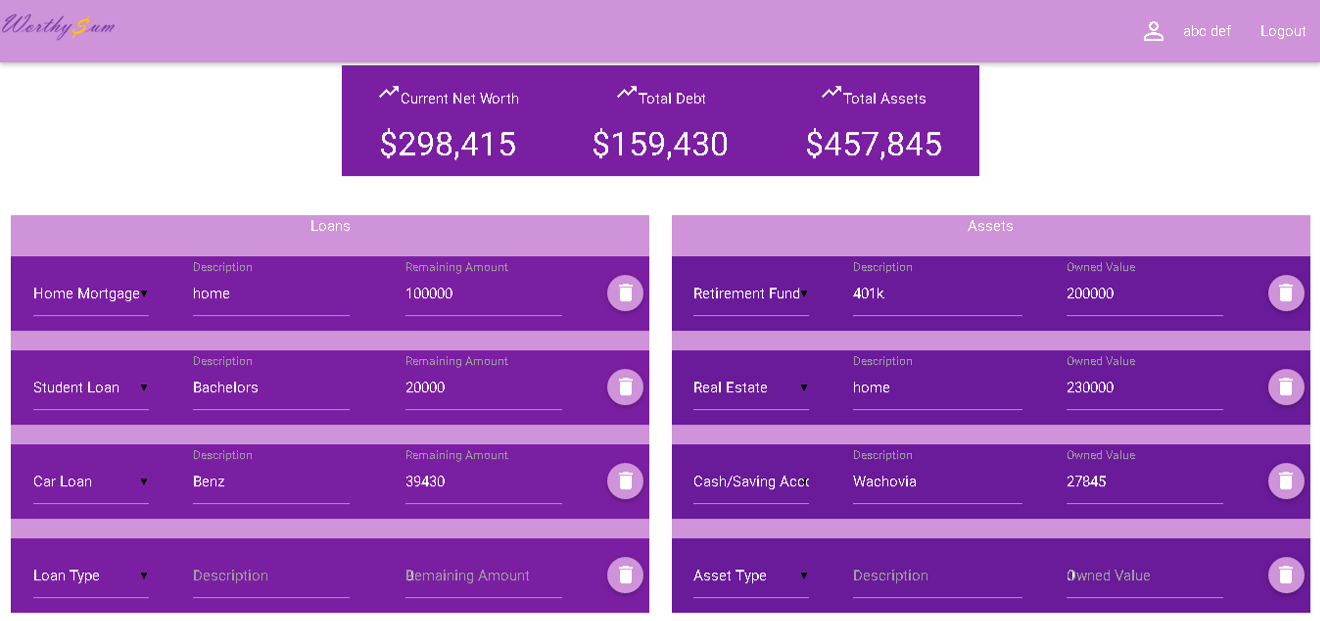 Worthy$um
abc def Logout
Current Net Worth Total Debt Total Assets
$298,415 $159,430 $457,845
Loans
Description Remaining Amount
Home Mortgage home 100000
Description Remaining Amount
Student Loan Bachelors 20000
Description Remaining Amount
Car Loan Benz 39430
Loan Type Description Remaining Amount
Assets
Description Owned Value
Retirement Fund 401k 200000
Description Owned Value
Real Estate home 230000
Description Owned Value
Cash/Saving Acc Wachovia 27845
Asset Type Description Owned Value